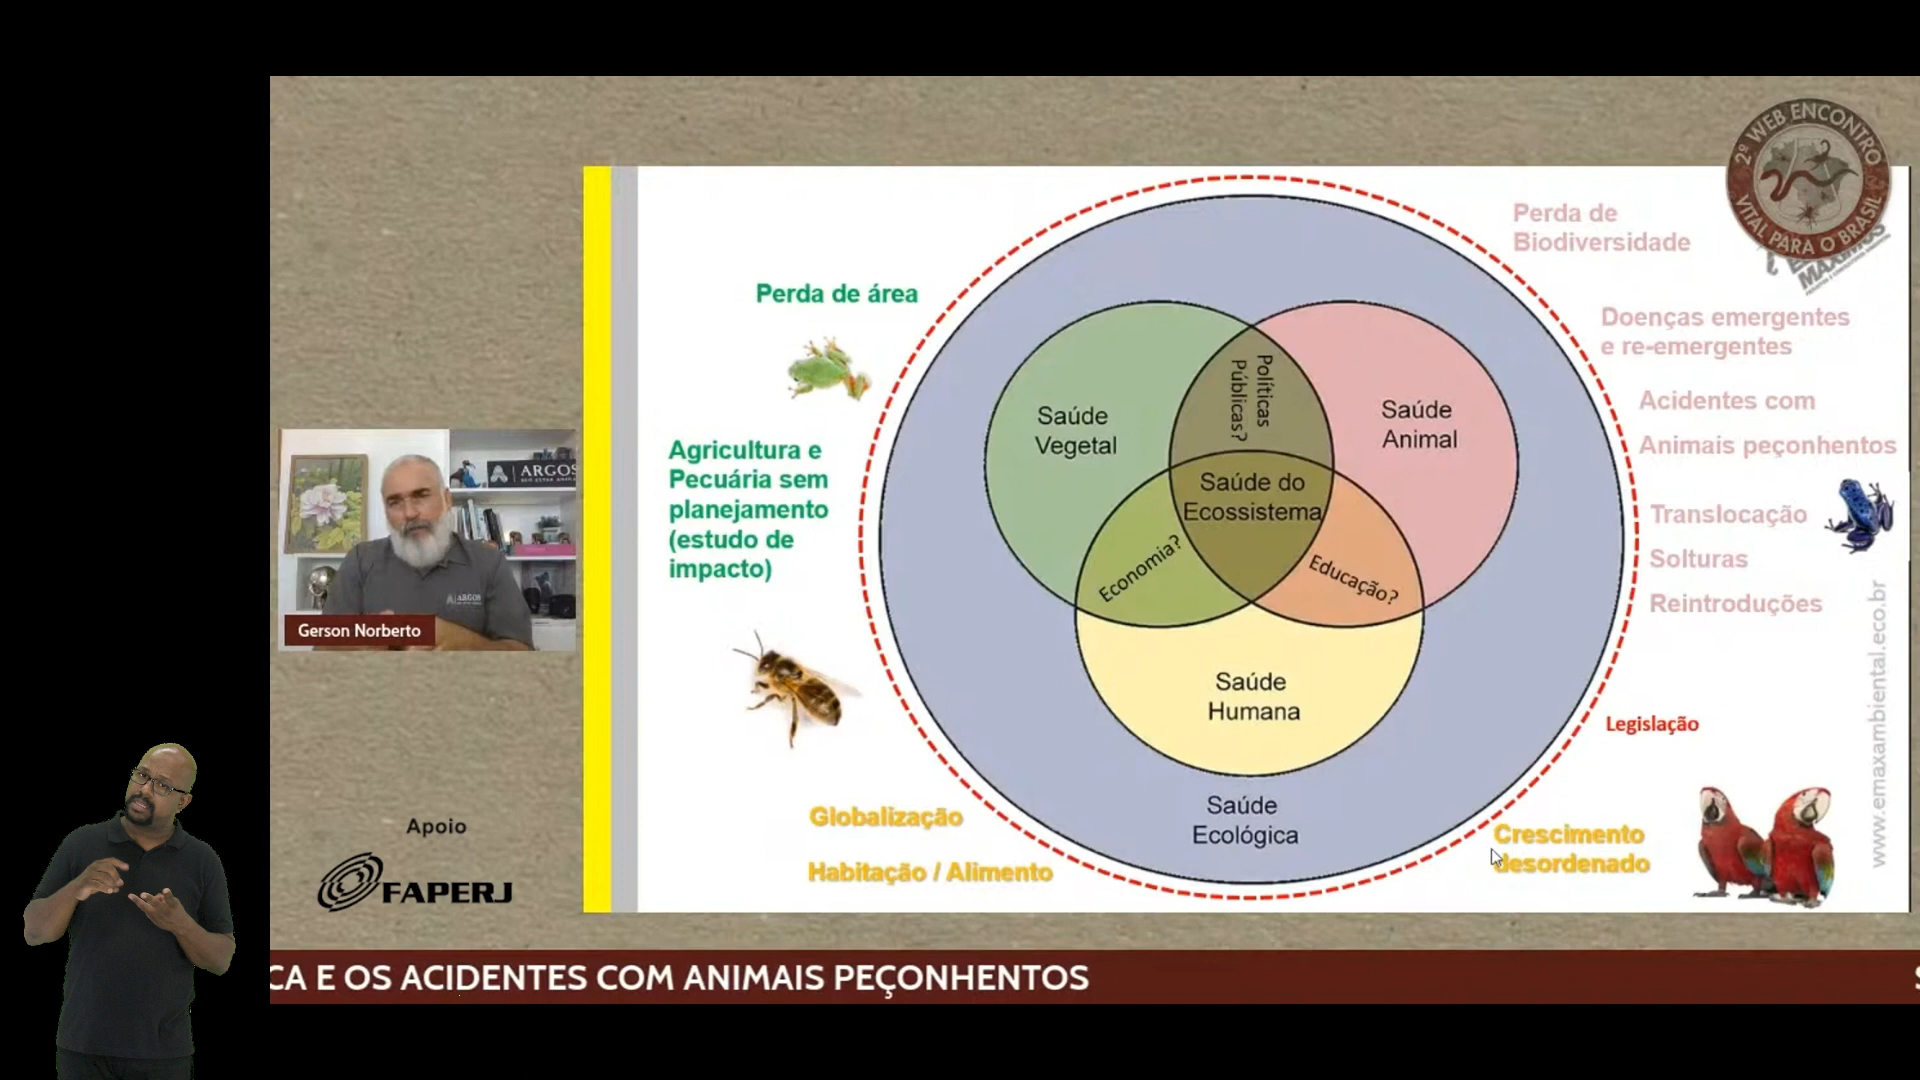 2º WEB ENCONTRO
VITAL PARA O BRASIL
Perda de
Biodiversidade
Perda de área
Doenças emergentes
e re-emergentes
Políticas
Públicas?
Saúde
Vegetal
Saúde
Animal
Acidentes com
Animais peçonhentos
Agricultura e
Pecuária sem
planejamento
(estudo de
impacto)
Saúde do
Ecossistema
Economia?
Educação?
Translocação
Solturas
Reintroduções
ARGOS
ARGOS
Gerson Norberto
Saúde
Humana
Legislação
www.emaxambiental.eco.br
Globalização
Habitação / Alimento
Saúde
Ecológica
Crescimento
desordenado
Apoio
FAPERJ
CA E OS ACIDENTES COM ANIMAIS PEÇONHENTOS